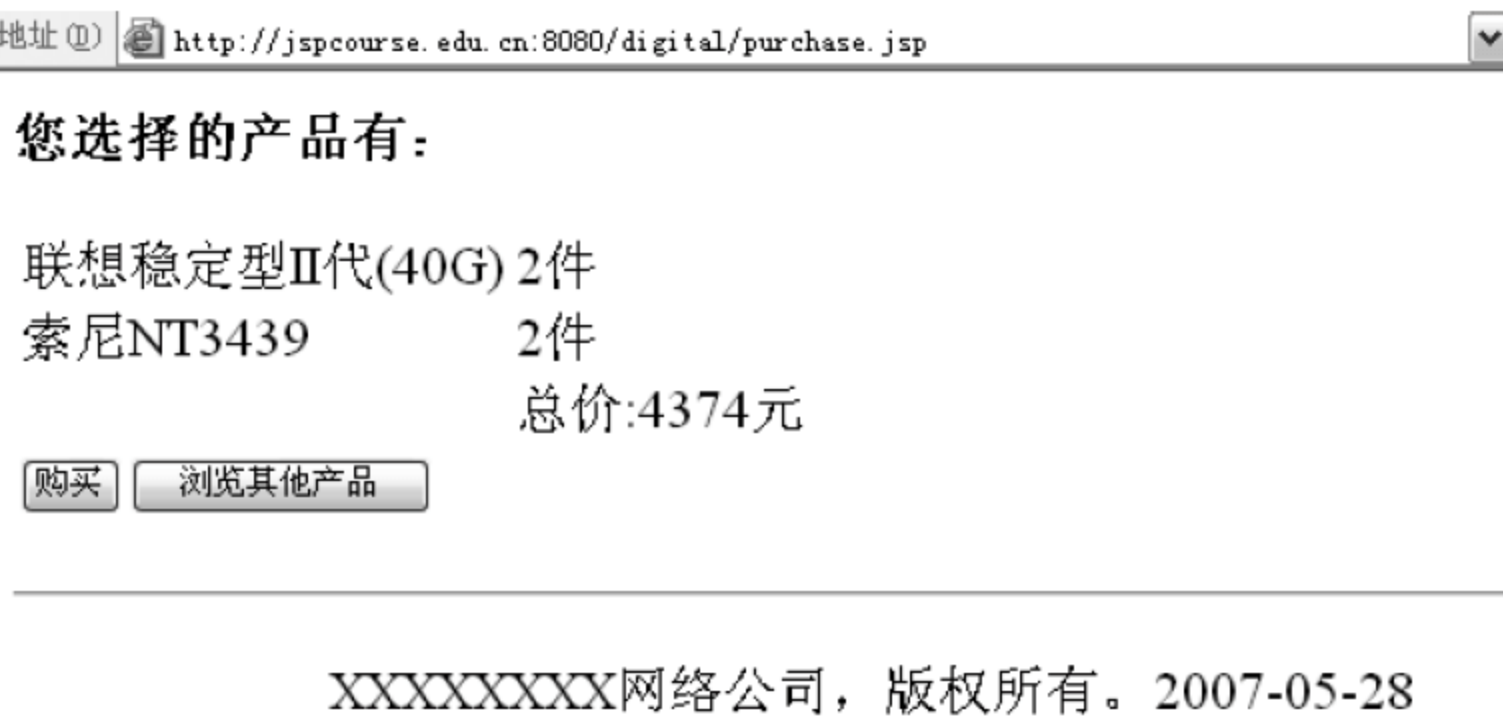 地址(D) http://jspcourse.edu.cn:8080/digital/purchase.jsp
您选择的产品有:
联想稳定型Ⅱ代(40G) 2件
索尼NT3439 2件
总价:4374元
购买 浏览其他产品
XXXXXXXX网络公司，版权所有。2007-05-28